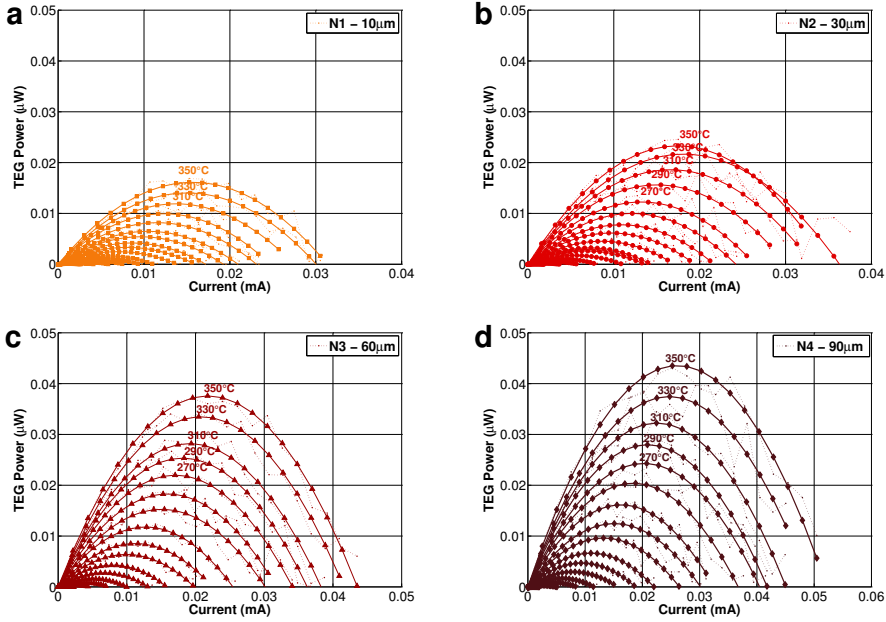 a
N1 − 10μm
0.05
0.04
0.03
0.02
0.01
0
TEG Power (μW)
350°C
330°C
310°C
0
0.01
0.02
0.03
0.04
Current (mA)
b
N2 − 30μm
0.05
0.04
0.03
0.02
0.01
0
TEG Power (μW)
350°C
330°C
310°C
290°C
270°C
0
0.01
0.02
0.03
0.04
Current (mA)
c
N3 − 60μm
0.05
0.04
0.03
0.02
0.01
0
TEG Power (μW)
350°C
330°C
310°C
290°C
270°C
0
0.01
0.02
0.03
0.04
0.05
Current (mA)
d
N4 − 90μm
0.05
0.04
0.03
0.02
0.01
0
TEG Power (μW)
350°C
330°C
310°C
290°C
270°C
0
0.01
0.02
0.03
0.04
0.05
0.06
Current (mA)